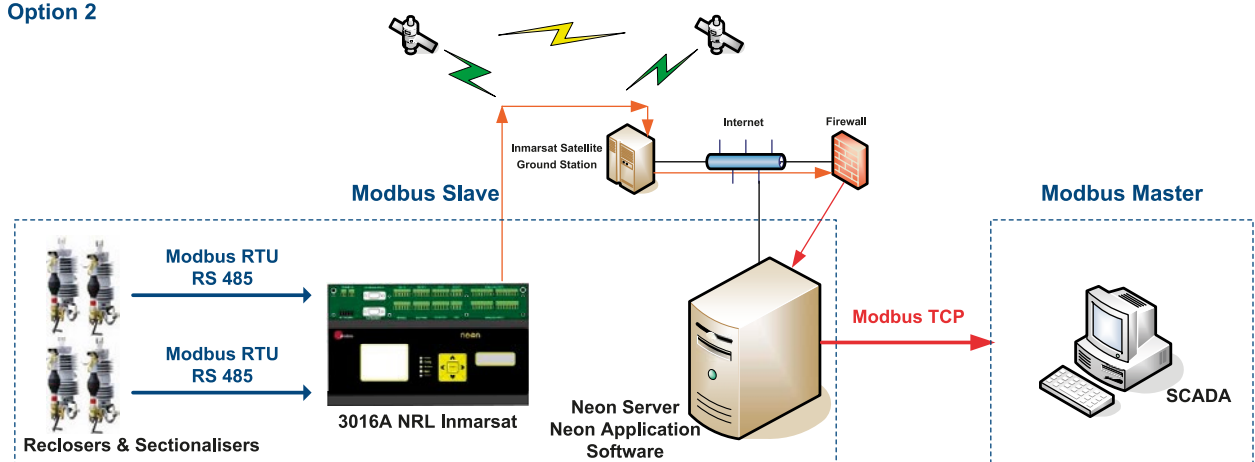 Option 2
Internet
Firewall
Inmarsat Satellite
Ground Station
Modbus Slave
Modbus Master
Modbus RTU
RS 485
Modbus RTU
RS 485
neon
Modbus TCP
Reclosers & Sectionalisers
3016A NRL Inmarsat
Neon Server
Neon Application
Software
SCADA